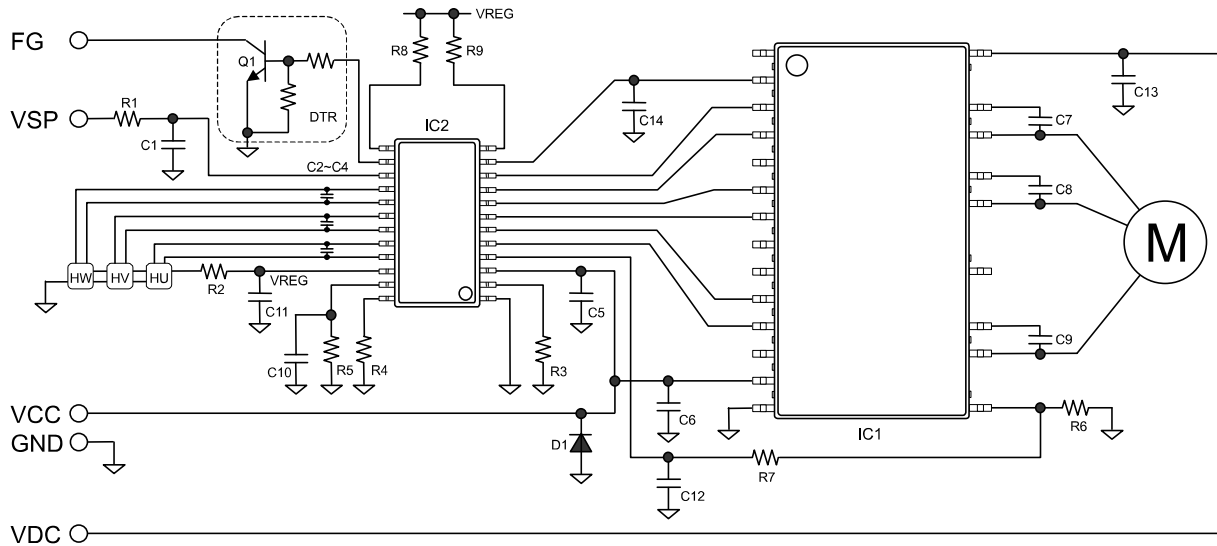 VREG
FG
R8
R9
Q1
VSP
R1
DTR
IC2
C14
C13
C7
C1
C2~C4
C8
M
HW
HV
HU
R2
VREG
C11
C5
C9
C10
R5
R4
R3
VCC
C6
IC1
R6
GND
D1
R7
C12
VDC